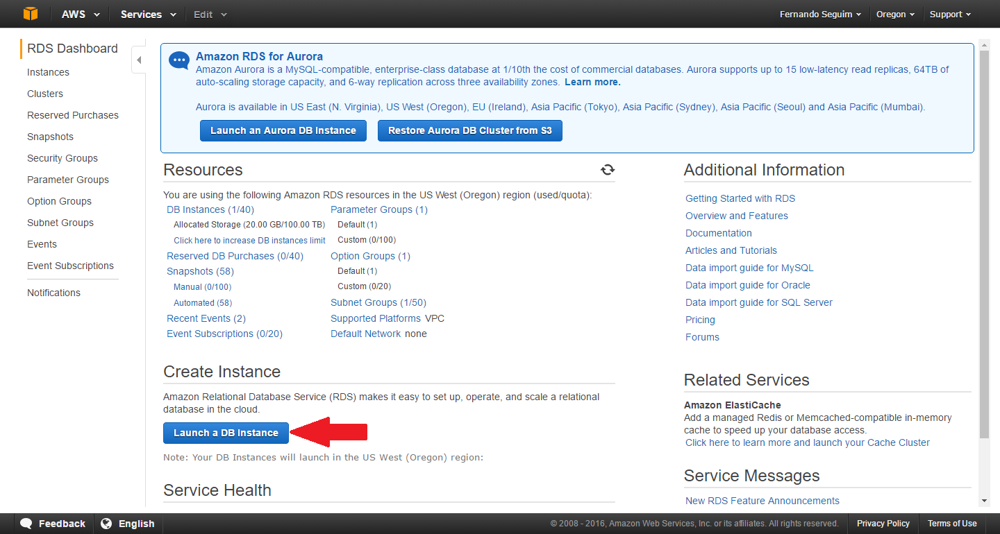 AWS
Services
Edit
Fernando Seguim
Oregon
Support
RDS Dashboard
Instances
Clusters
Reserved Purchases
Snapshots
Security Groups
Parameter Groups
Option Groups
Subnet Groups
Events
Event Subscriptions
Notifications
Amazon RDS for Aurora
Amazon Aurora is a MySQL-compatible, enterprise-class database at 1/10th the cost of commercial databases. Aurora supports up to 15 low-latency read replicas, 64TB of
auto-scaling storage capacity, and 6-way replication across three availability zones. Learn more.
Aurora is available in US East (N. Virginia), US West (Oregon), EU (Ireland), Asia Pacific (Tokyo), Asia Pacific (Sydney), Asia Pacific (Seoul) and Asia Pacific (Mumbai).
Launch an Aurora DB Instance
Restore Aurora DB Cluster from S3
Resources
You are using the following Amazon RDS resources in the US West (Oregon) region (used/quota):
DB Instances (1/40)
Allocated Storage (20.00 GB/100.00 TB)
Click here to increase DB instances limit
Reserved DB Purchases (0/40)
Snapshots (58)
Manual (0/100)
Automated (58)
Recent Events (2)
Event Subscriptions (0/20)
Parameter Groups (1)
Default (1)
Custom (0/100)
Option Groups (1)
Default (1)
Custom (0/20)
Subnet Groups (1/50)
Supported Platforms VPC
Default Network none
Create Instance
Amazon Relational Database Service (RDS) makes it easy to set up, operate, and scale a relational
database in the cloud.
Launch a DB Instance
Note: Your DB Instances will launch in the US West (Oregon) region:
Service Health
Additional Information
Getting Started with RDS
Overview and Features
Documentation
Articles and Tutorials
Data import guide for MySQL
Data import guide for Oracle
Data import guide for SQL Server
Pricing
Forums
Related Services
Amazon ElastiCache
Add a managed Redis or Memcached-compatible in-memory
cache to speed up your database access.
Click here to learn more and launch your Cache Cluster
Service Messages
New RDS Feature Announcements
Feedback
English
© 2008 - 2016, Amazon Web Services, Inc. or its affiliates. All rights reserved.
Privacy Policy
Terms of Use